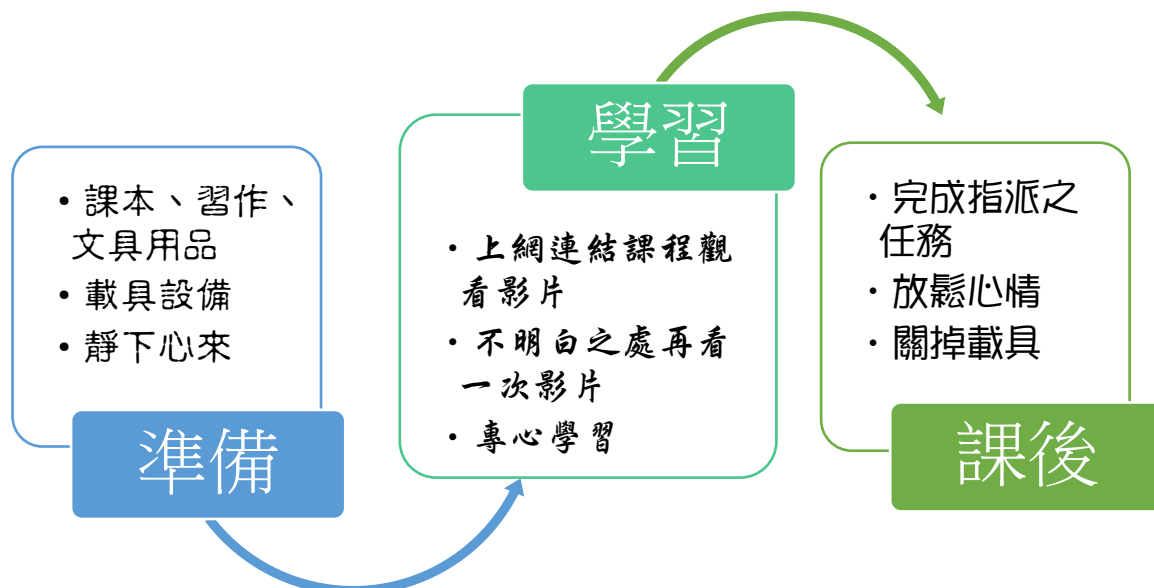 • 課本、習作、
文具用品
• 載具設備
• 靜下心來
準備
學習
• 上網連結課程觀
看影片
• 不明白之處再看
一次影片
• 專心學習
• 完成指派之
任務
• 放鬆心情
• 關掉載具
課後